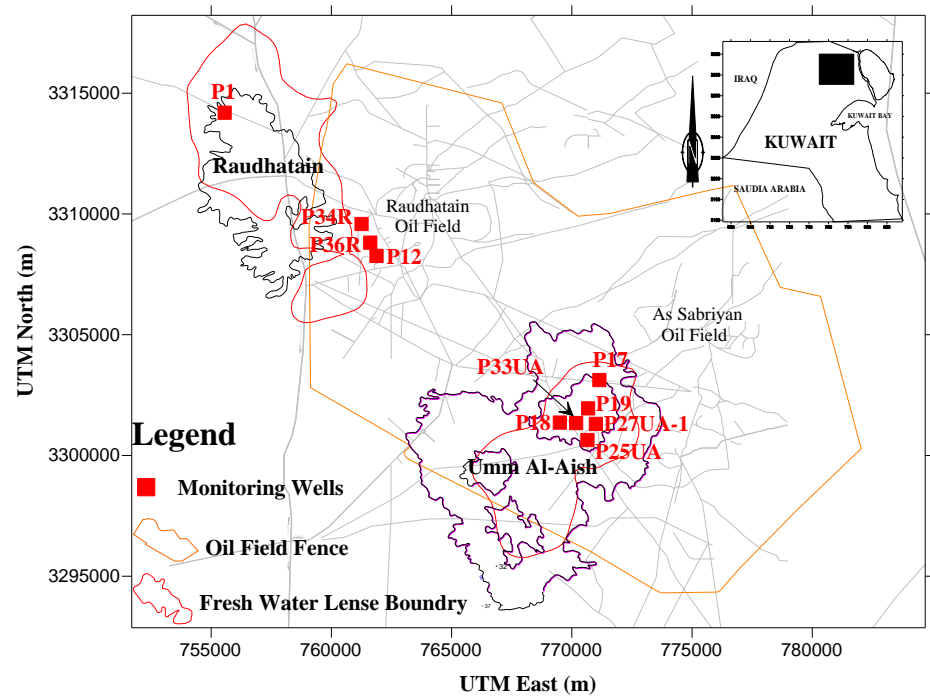 UTM North (m)
3315000
3310000
3305000
3300000
3295000
P1
Raudhatain
P34R
P36R
P12
Raudhatain
Oil Field
As Sabriyan
Oil Field
P17
P33UA
P19
P18
P27UA-1
P25UA
Umm Al-Aish
32
37
IRAQ
KUWAIT BAY
KUWAIT
SAUDIA ARABIA
N
Legend
Monitoring Wells
Oil Field Fence
Fresh Water Lense Boundry
755000
760000
765000
770000
775000
780000
UTM East (m)